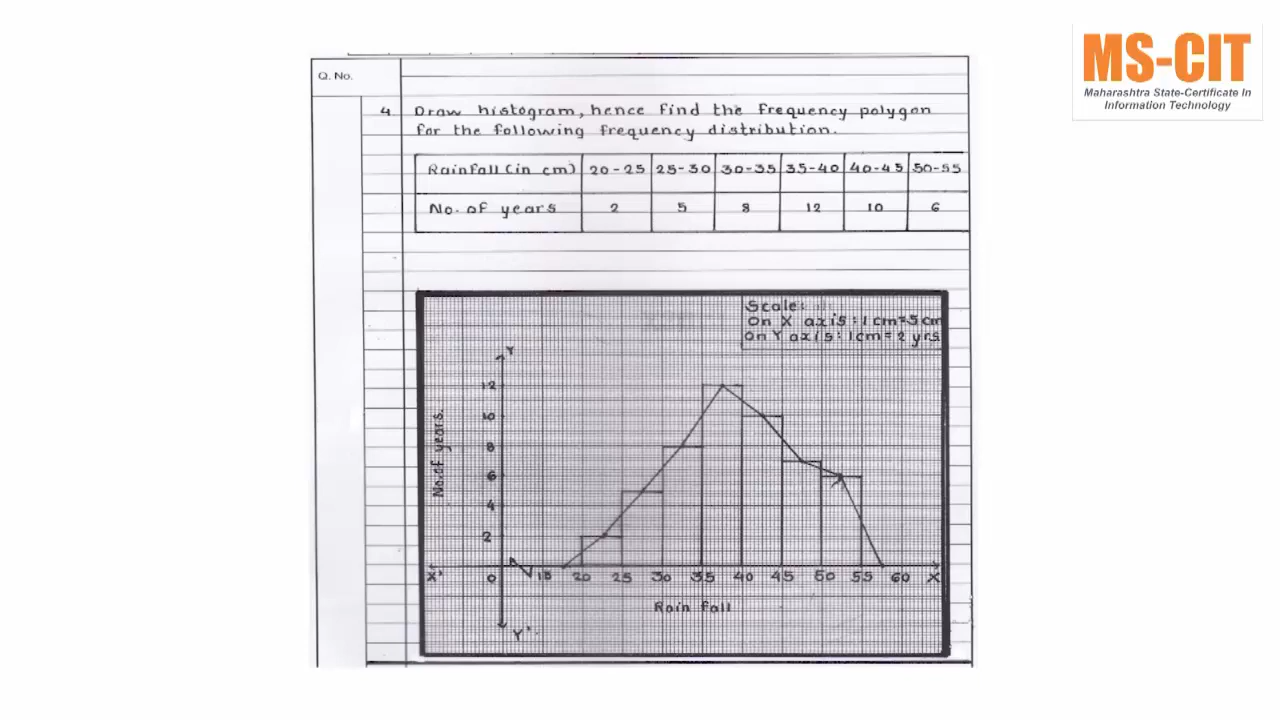 MS-CIT
Maharashtra State-Certificate In
Information Technology
Q. No.
4. Draw histogram, hence find the frequency polygon
for the following frequency distribution.
Rainfall (in cm) 20-25 25-30 30-35 35-40 40-45 50-55
No. of years 2 5 8 12 10 6
Scale:
On X axis : 1 cm = 5 cm
On Y axis : 1 cm = 2 yrs.
Y
12
10
8
6
4
2
No. of years.
X' 0 15 20 25 30 35 40 45 50 55 60 X
Rain fall
Y'